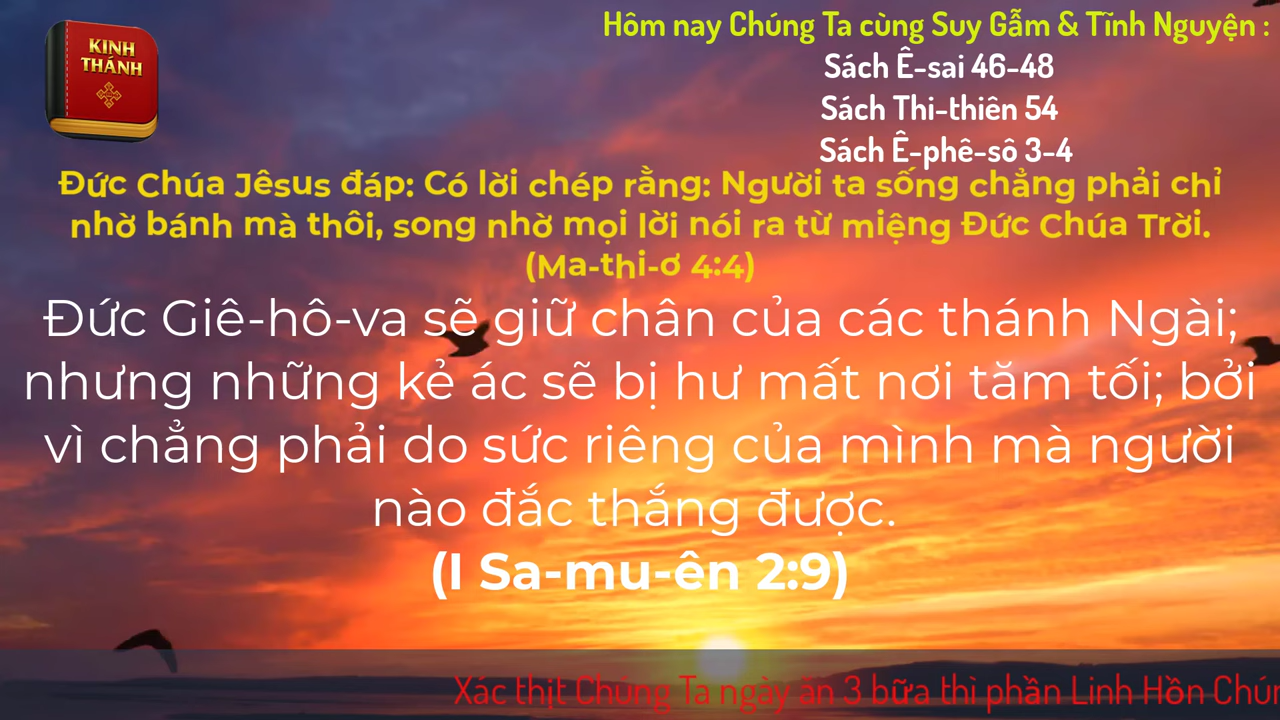 KINH
THÁNH
Hôm nay Chúng Ta cùng Suy Gẫm & Tĩnh Nguyện :
Sách Ê-sai 46-48
Sách Thi-thiên 54
Sách Ê-phê-sô 3-4
Đức Chúa Jêsus đáp: Có lời chép rằng: Người ta sống chẳng phải chỉ
nhờ bánh mà thôi, song nhờ mọi lời nói ra từ miệng Đức Chúa Trời.
(Ma-thi-ơ 4:4)
Đức Giê-hô-va sẽ giữ chân của các thánh Ngài;
nhưng những kẻ ác sẽ bị hư mất nơi tăm tối; bởi
vì chẳng phải do sức riêng của mình mà người
nào đắc thắng được.
(I Sa-mu-ên 2:9)
Xác thịt Chúng Ta ngày ăn 3 bữa thì phần Linh Hồn